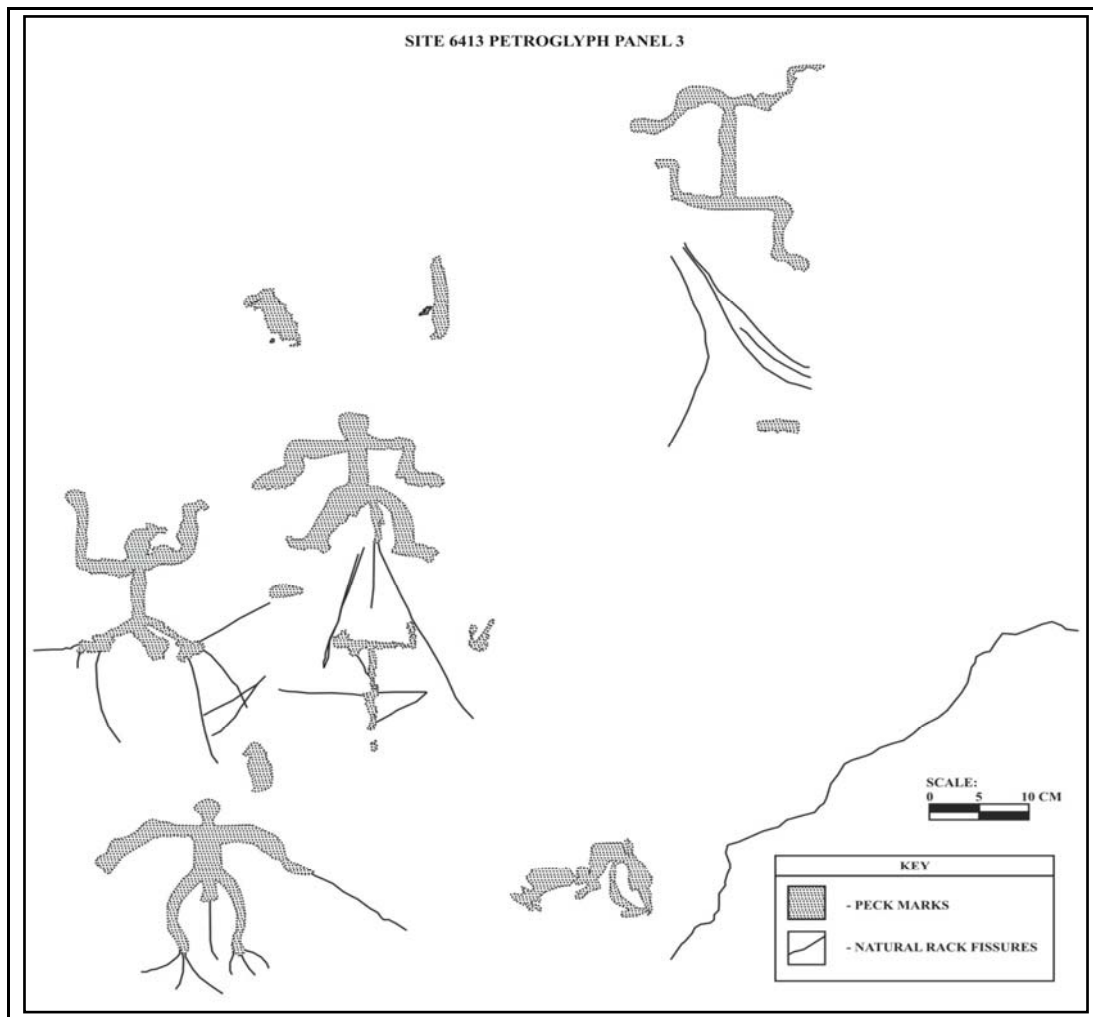 SITE 6413 PETROGLYPH PANEL 3
SCALE:
0 5 10 CM
KEY
- PECK MARKS
- NATURAL RACK FISSURES